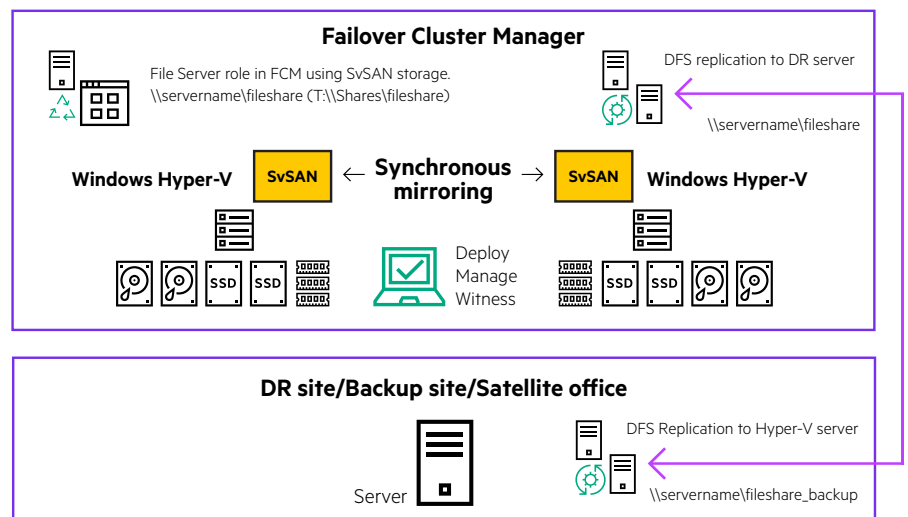 Failover Cluster Manager
File Server role in FCM using SvSAN storage.
\\servername\fileshare (T:\\Shares\fileshare)
DFS replication to DR server
\\servername\fileshare
Windows Hyper-V
SvSAN
Synchronous
mirroring
SvSAN
Windows Hyper-V
SSD
SSD
Deploy
Manage
Witness
SSD
SSD
DR site/Backup site/Satellite office
Server
DFS Replication to Hyper-V server
\\servername\fileshare_backup